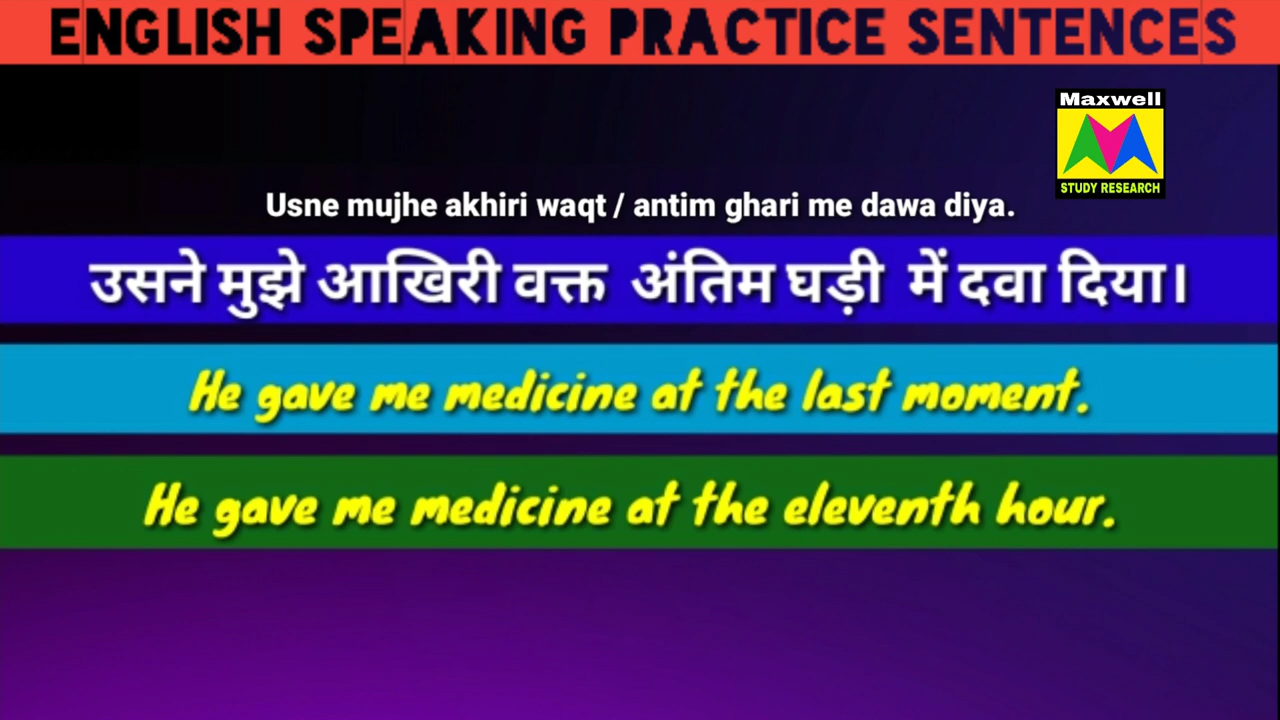 ENGLISH SPEAKING PRACTICE SENTENCES
Maxwell
STUDY RESEARCH
Usne mujhe akhiri waqt / antim ghari me dawa diya.
उसने मुझे आखिरी वक्त अंतिम घड़ी में दवा दिया।
He gave me medicine at the last moment.
He gave me medicine at the eleventh hour.